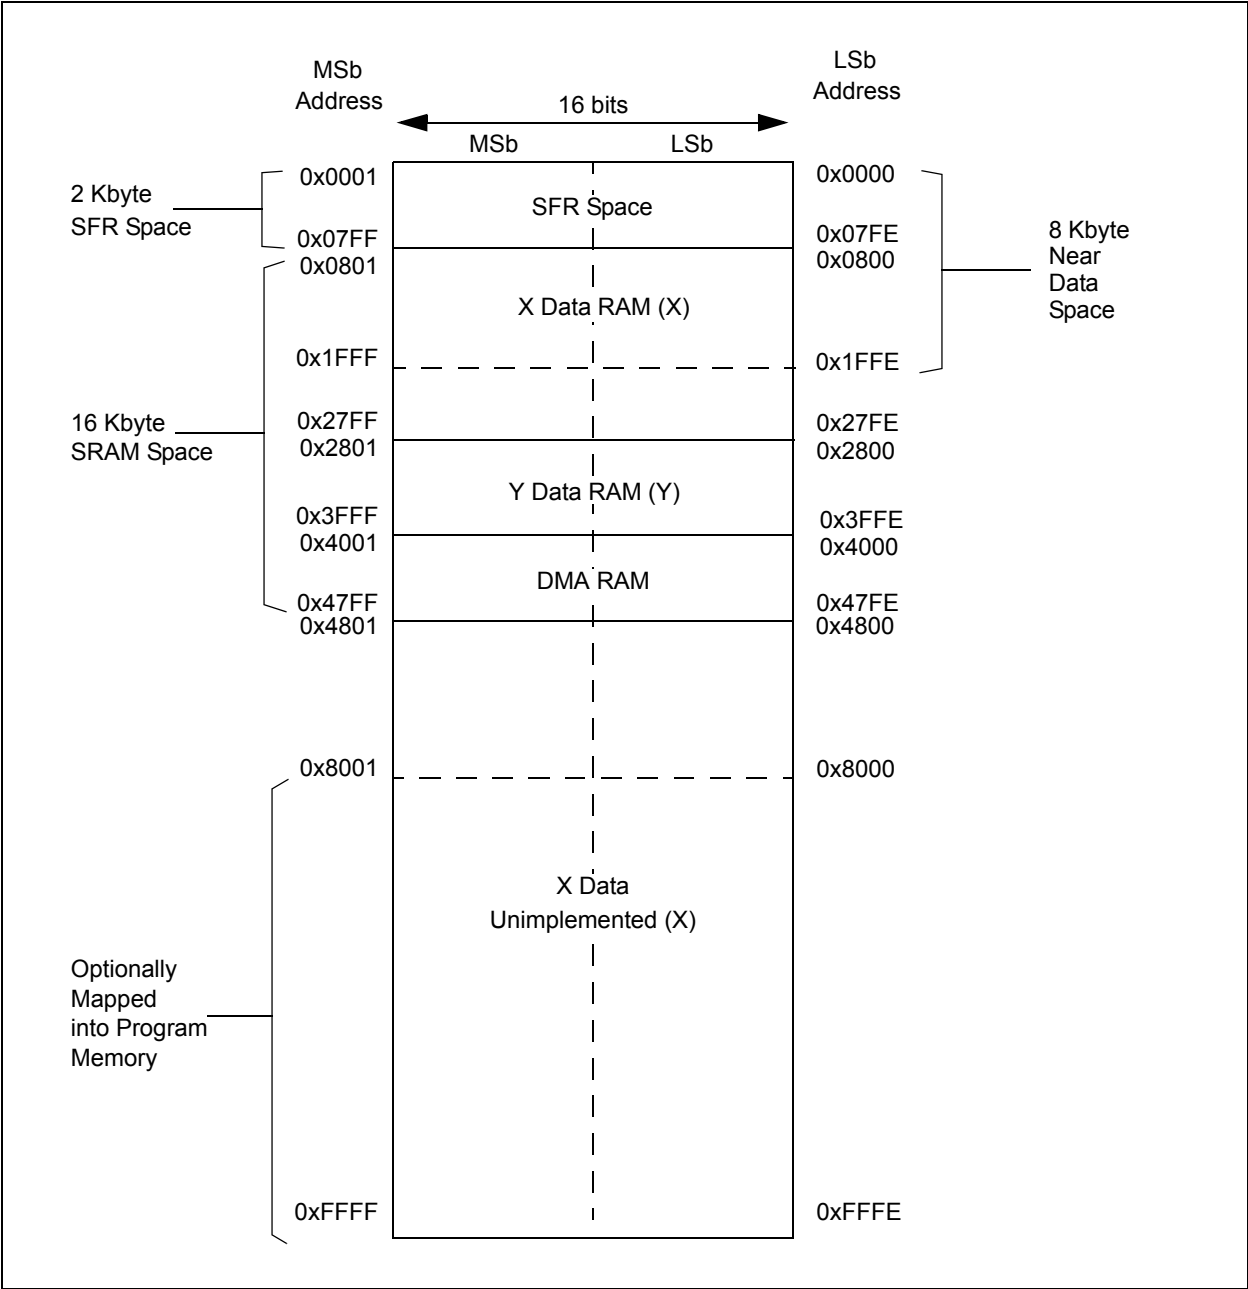 MSb
Address
LSb
Address
16 bits
MSb
LSb
2 Kbyte
SFR Space
0x0001
SFR Space
0x0000
0x07FF
0x07FE
0x0801
0x0800
8 Kbyte
Near
Data
Space
X Data RAM (X)
0x1FFF
0x1FFE
16 Kbyte
SRAM Space
0x27FF
0x27FE
0x2801
0x2800
Y Data RAM (Y)
0x3FFF
0x3FFE
0x4001
0x4000
DMA RAM
0x47FF
0x47FE
0x4801
0x4800
0x8001
0x8000
X Data
Unimplemented (X)
Optionally
Mapped
into Program
Memory
0xFFFF
0xFFFE